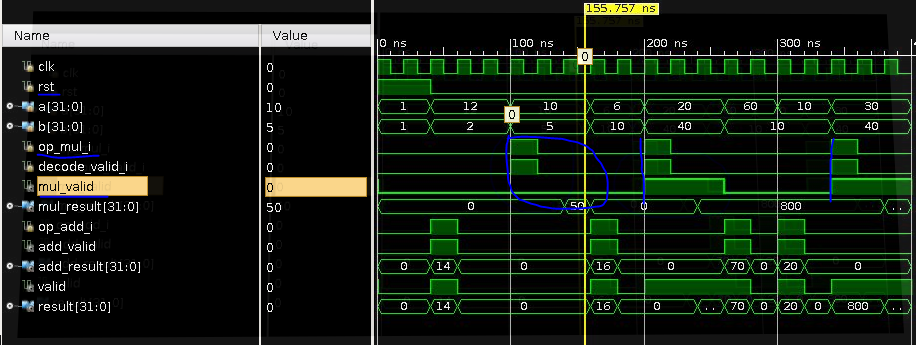 155.757 ns
Name Value
0 ns 100 ns 200 ns 300 ns
0
clk 0
rst 0
a[31:0] 10 1 12 10 6 20 60 10 30
0
b[31:0] 5 1 2 5 10 40 10 40
op_mul_i 0
decode_valid_i 0
mul_valid 0
mul_result[31:0] 50 0 50 0 800 ..
op_add_i 0
add_valid 0
add_result[31:0] 0 0 14 0 16 0 70 0 20 0
valid 0
result[31:0] 0 0 14 0 16 0 .. 70 0 20 0 800 ..